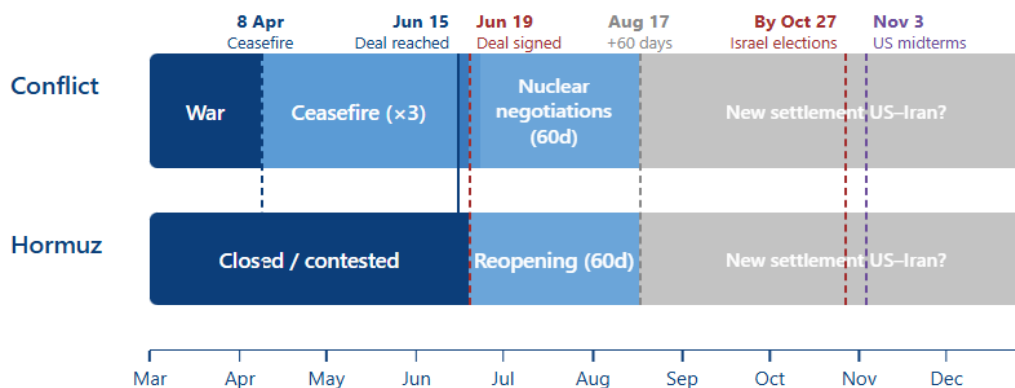 8 Apr
Ceasefire
Jun 15
Deal reached
Jun 19
Deal signed
Aug 17
+60 days
By Oct 27
Israel elections
Nov 3
US midterms
Conflict
War
Ceasefire (×3)
Nuclear
negotiations
(60d)
New settlement US–Iran?
Hormuz
Closed / contested
Reopening (60d)
New settlement US–Iran?
Mar Apr May Jun Jul Aug Sep Oct Nov Dec